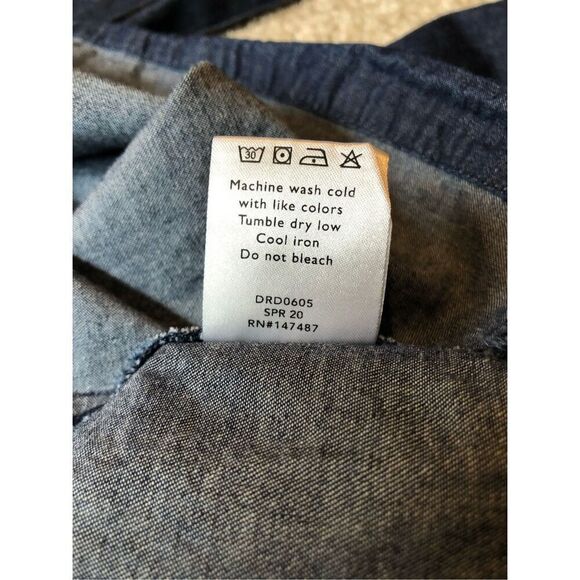 30
Machine wash cold
with like colors
Tumble dry low
Cool iron
Do not bleach
DRD0605
SPR 20
RN#147487